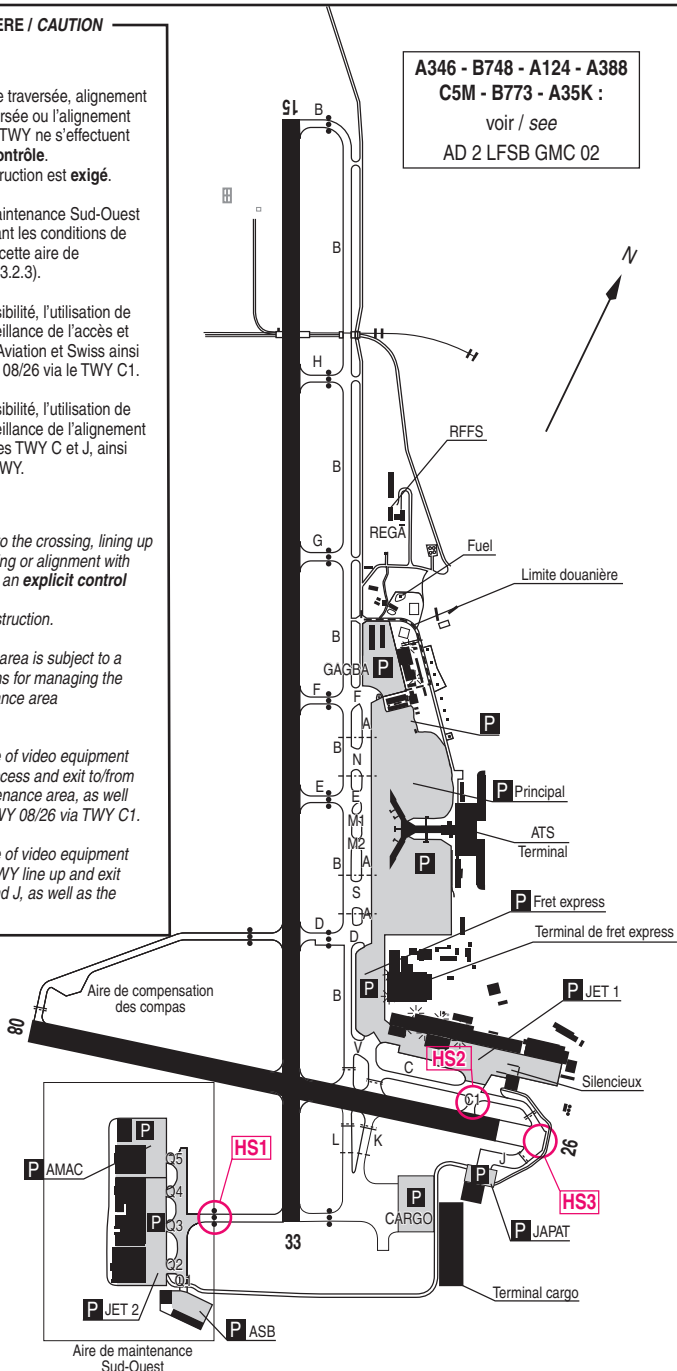 ERE / CAUTION
e traversée, alignement
rsée ou l'alignement
TWY ne s'effectuent
ontrôle.
ruction est exigé.
aintenance Sud-Ouest
ant les conditions de
cette aire de
3.2.3).
sibilité, l'utilisation de
eillance de l'accès et
Aviation et Swiss ainsi
08/26 via le TWY C1.
sibilité, l'utilisation de
eillance de l'alignement
es TWY C et J, ainsi
WY.
to the crossing, lining up
ing or alignment with
an explicit control
struction.
area is subject to a
ns for managing the
ance area
e of video equipment
ccess and exit to/from
tenance area, as well
WY 08/26 via TWY C1.
e of video equipment
WY line up and exit
nd J, as well as the
A346 - B748 - A124 - A388
C5M - B773 - A35K :
voir / see
AD 2 LFSB GMC 02
15
B
N
B
H
B
RFFS
REGA
Fuel
G
Limite douanière
B
GAGBA
P
F
F
A
P
B
N
P Principal
E
E
M1
M2
ATS
Terminal
B
A
P
S
A
P Fret express
D
D
Terminal de fret express
P
B
Aire de compensation
des compas
P JET 1
08
V
HS2
C
Silencieux
C1
L
K
26
J
HS3
HS1
P
P AMAC
Q5
Q4
P
Q3
Q2
Q1
P
CARGO
P
P JAPAT
33
P JET 2
P ASB
Terminal cargo
Aire de maintenance
Sud-Ouest